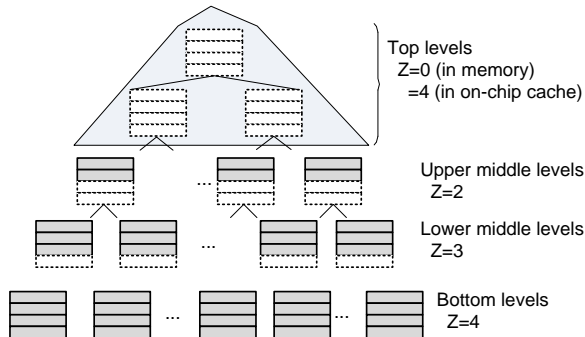 Top levels
Z=0 (in memory)
=4 (in on-chip cache)
...
Upper middle levels
Z=2
...
Lower middle levels
Z=3
...
...
Bottom levels
Z=4